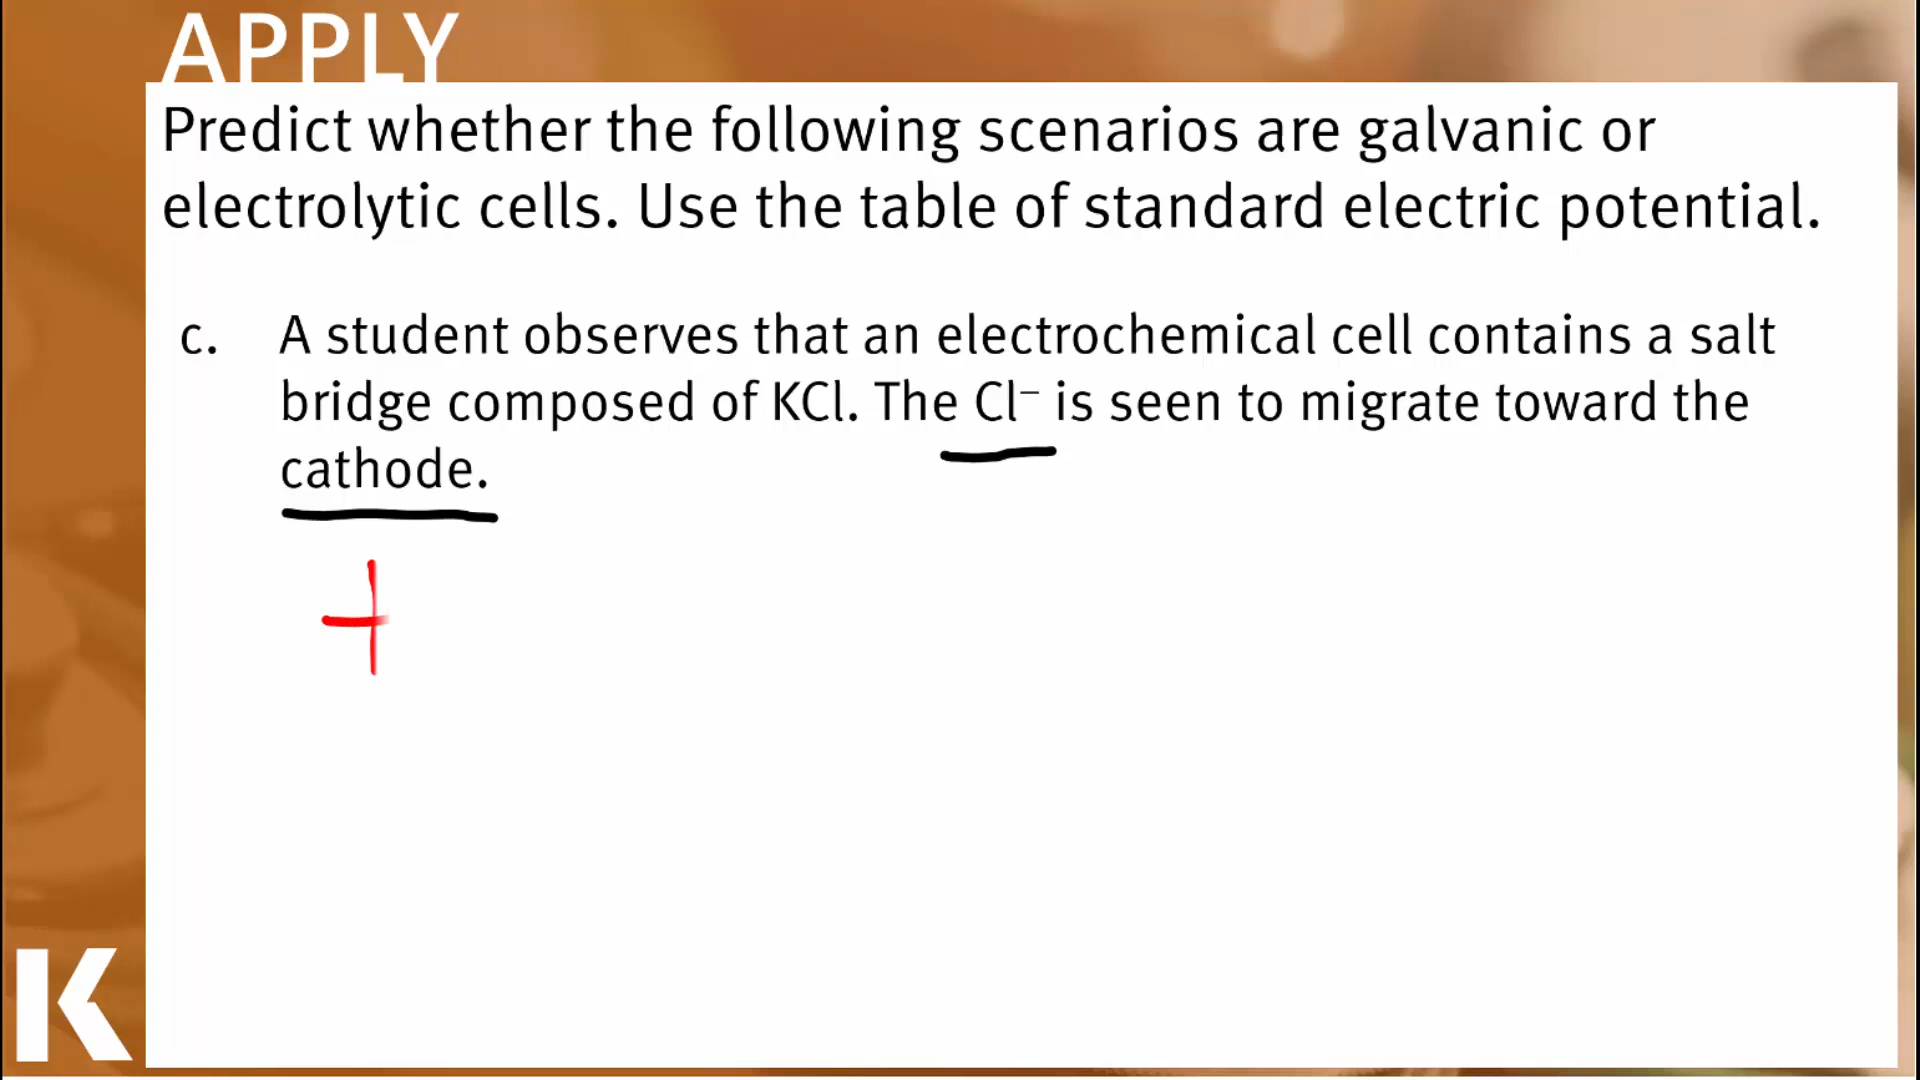 APPLY
Predict whether the following scenarios are galvanic or
electrolytic cells. Use the table of standard electric potential.
c. A student observes that an electrochemical cell contains a salt
bridge composed of KCl. The Cl⁻ is seen to migrate toward the
cathode.
+
K